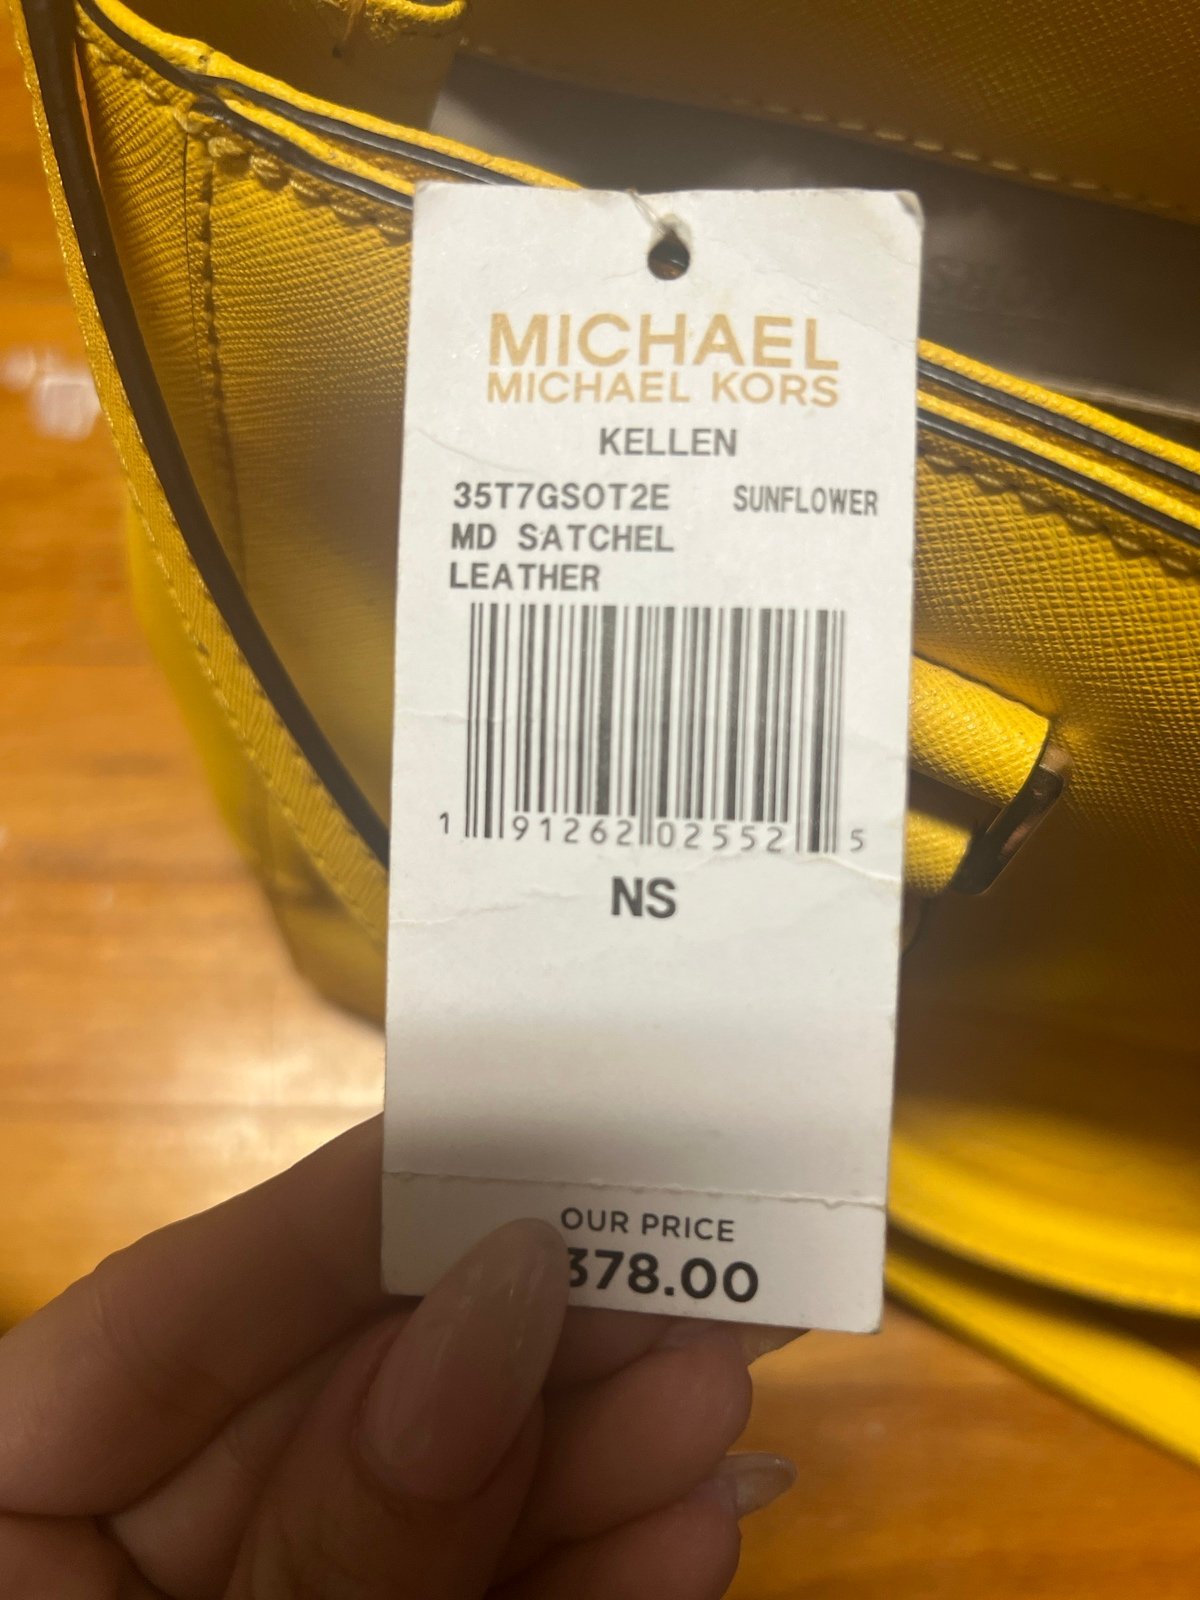 MICHAEL
MICHAEL KORS
KELLEN
35T7GSOT2E SUNFLOWER
MD SATCHEL
LEATHER
1 91262 02552 5
NS
OUR PRICE
378.00